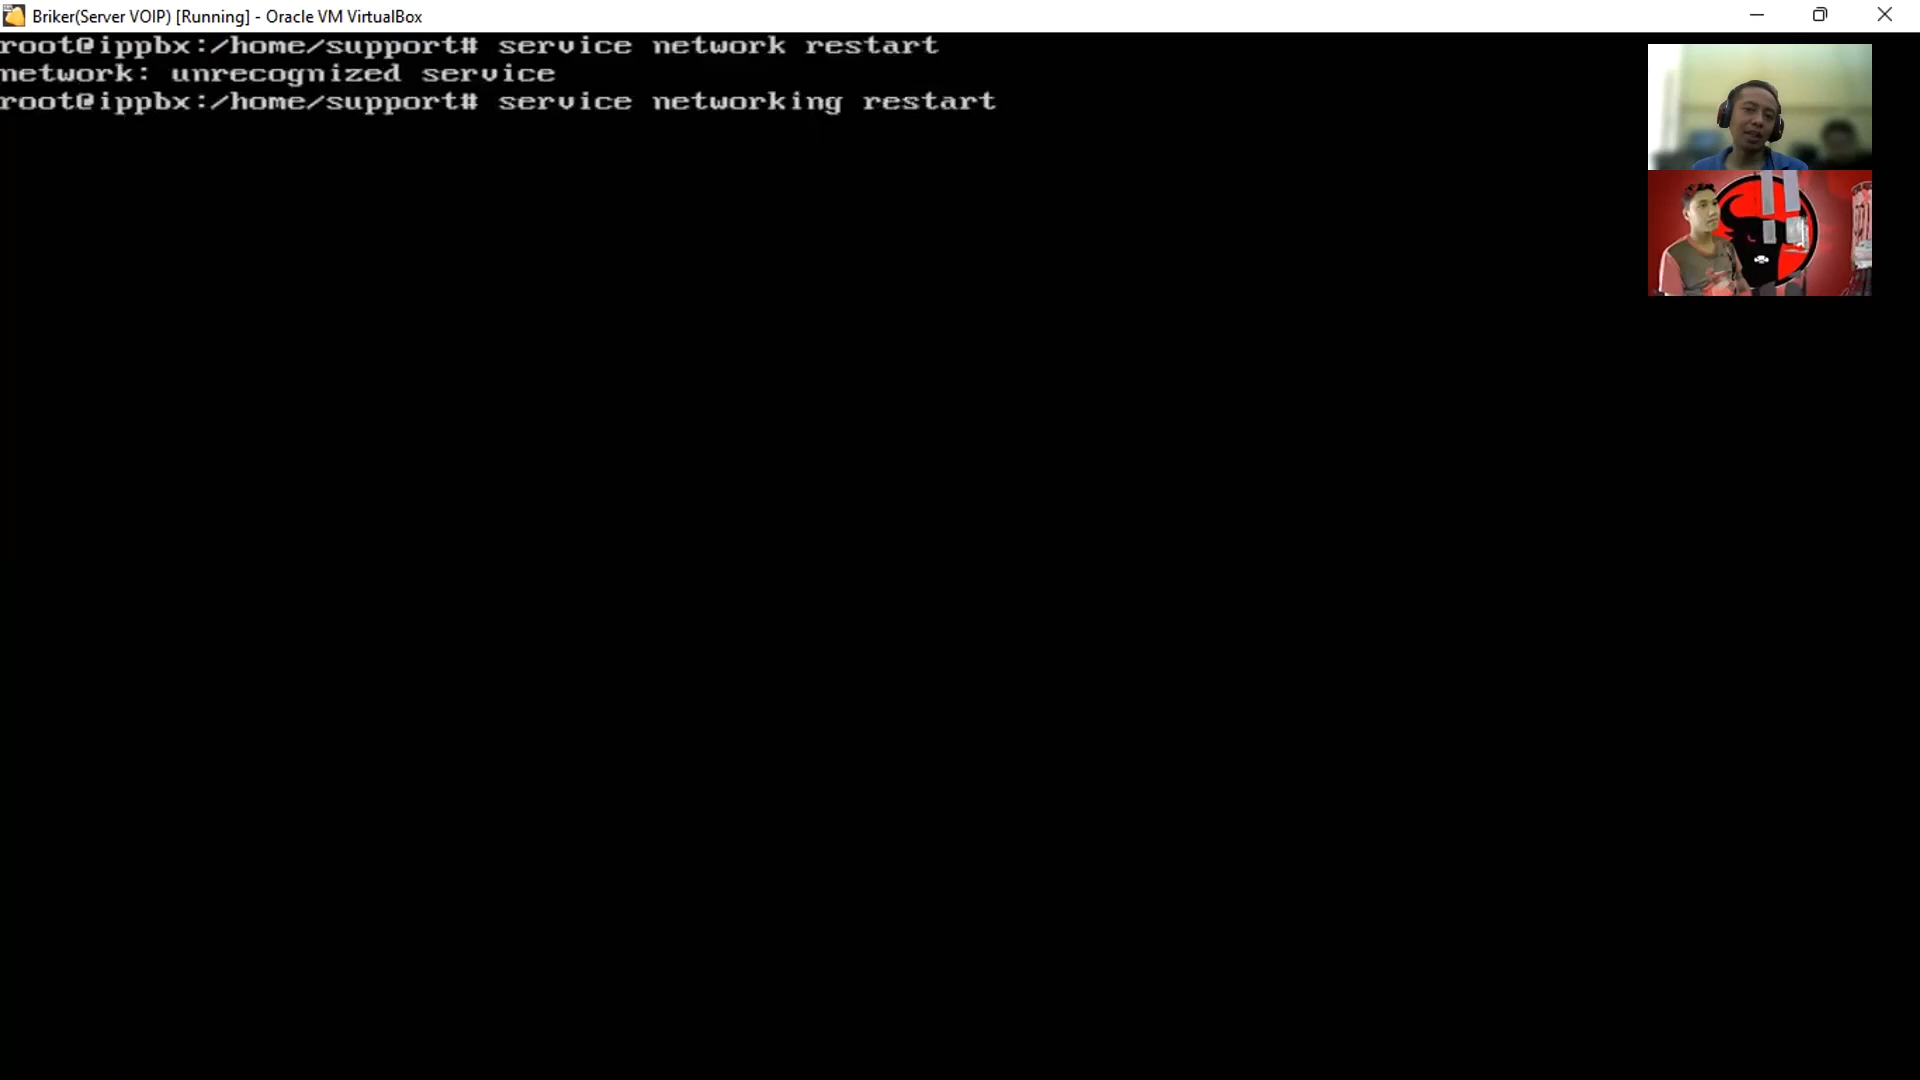 Briker(Server VOIP) [Running] - Oracle VM VirtualBox
root@ippbx:/home/support# service network restart
network: unrecognized service
root@ippbx:/home/support# service networking restart